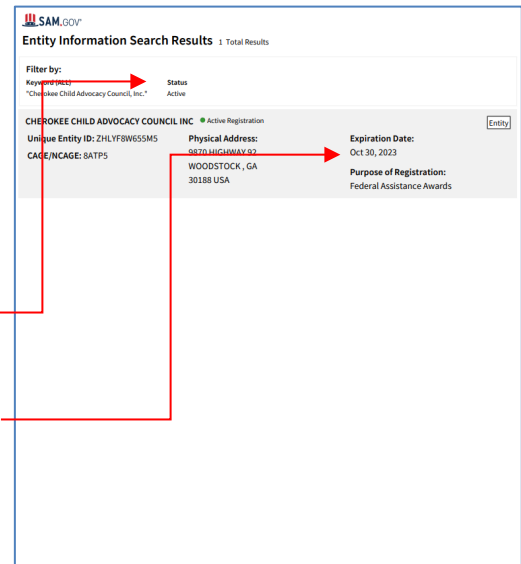 SAM.GOV®
Entity Information Search Results 1 Total Results
Filter by:
Keyword (ALL) Status
"Cherokee Child Advocacy Council, Inc." Active
CHEROKEE CHILD ADVOCACY COUNCIL INC Active Registration Entity
Unique Entity ID: ZHLYF8W655M5 Physical Address: Expiration Date:
CAGE/NCAGE: 8ATP5 9870 HIGHWAY 92 Oct 30, 2023
WOODSTOCK , GA Purpose of Registration:
30188 USA Federal Assistance Awards